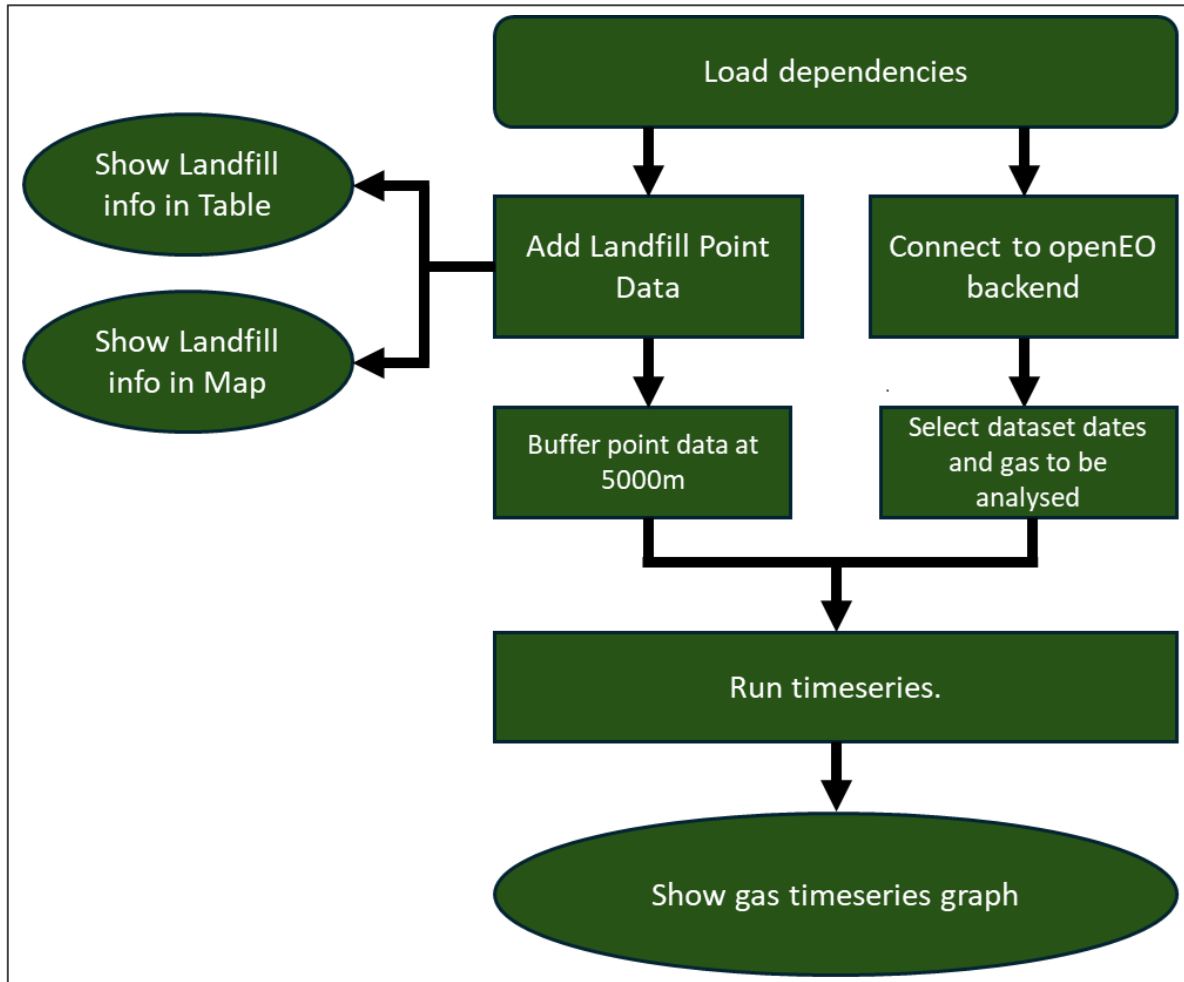 Load dependencies
Show Landfill
info in Table
Add Landfill Point
Data
Connect to openEO
backend
Show Landfill
info in Map
Buffer point data at
5000m
Select dataset dates
and gas to be
analysed
Run timeseries.
Show gas timeseries graph